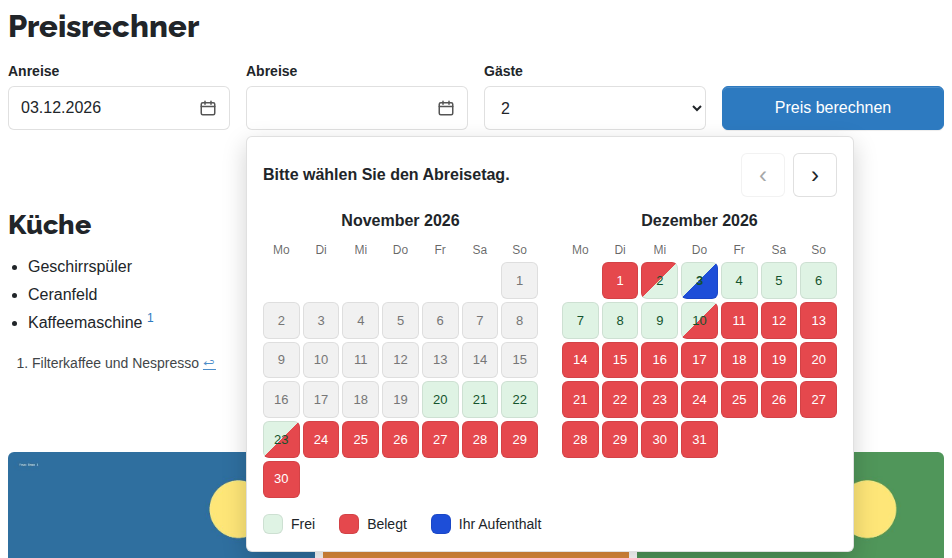 Preisrechner
Anreise Abreise Gäste
03.12.2026 2 Preis berechnen
Bitte wählen Sie den Abreisetag. ‹ ›
Küche
November 2026 Dezember 2026
Mo Di Mi Do Fr Sa So Mo Di Mi Do Fr Sa So
• Geschirrspüler
• Ceranfeld
• Kaffeemaschine 1
1. Filterkaffee und Nespresso ↩
1 1 2 3 4 5 6
2 3 4 5 6 7 8 7 8 9 10 11 12 13
9 10 11 12 13 14 15 14 15 16 17 18 19 20
16 17 18 19 20 21 22 21 22 23 24 25 26 27
23 24 25 26 27 28 29 28 29 30 31
30
Frei Belegt Ihr Aufenthalt